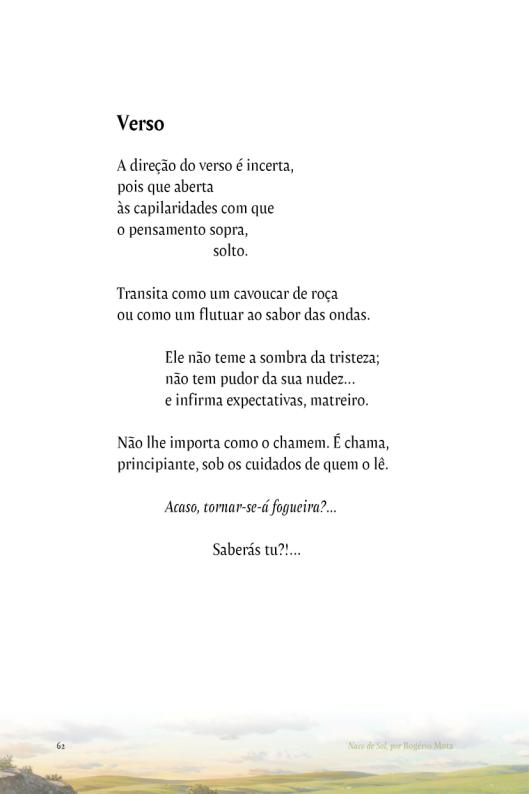 Verso
A direção do verso é incerta,
pois que aberta
às capilaridades com que
o pensamento sopra,
solto.
Transita como um cavoucar de roça
ou como um flutuar ao sabor das ondas.
Ele não teme a sombra da tristeza;
não tem pudor da sua nudez...
e infirma expectativas, matreiro.
Não lhe importa como o chamem. É chama,
principiante, sob os cuidados de quem o lê.
Acaso, tornar-se-á fogueira?...
Saberás tu?!...
62
Naco de Sol, por Rogério Mota